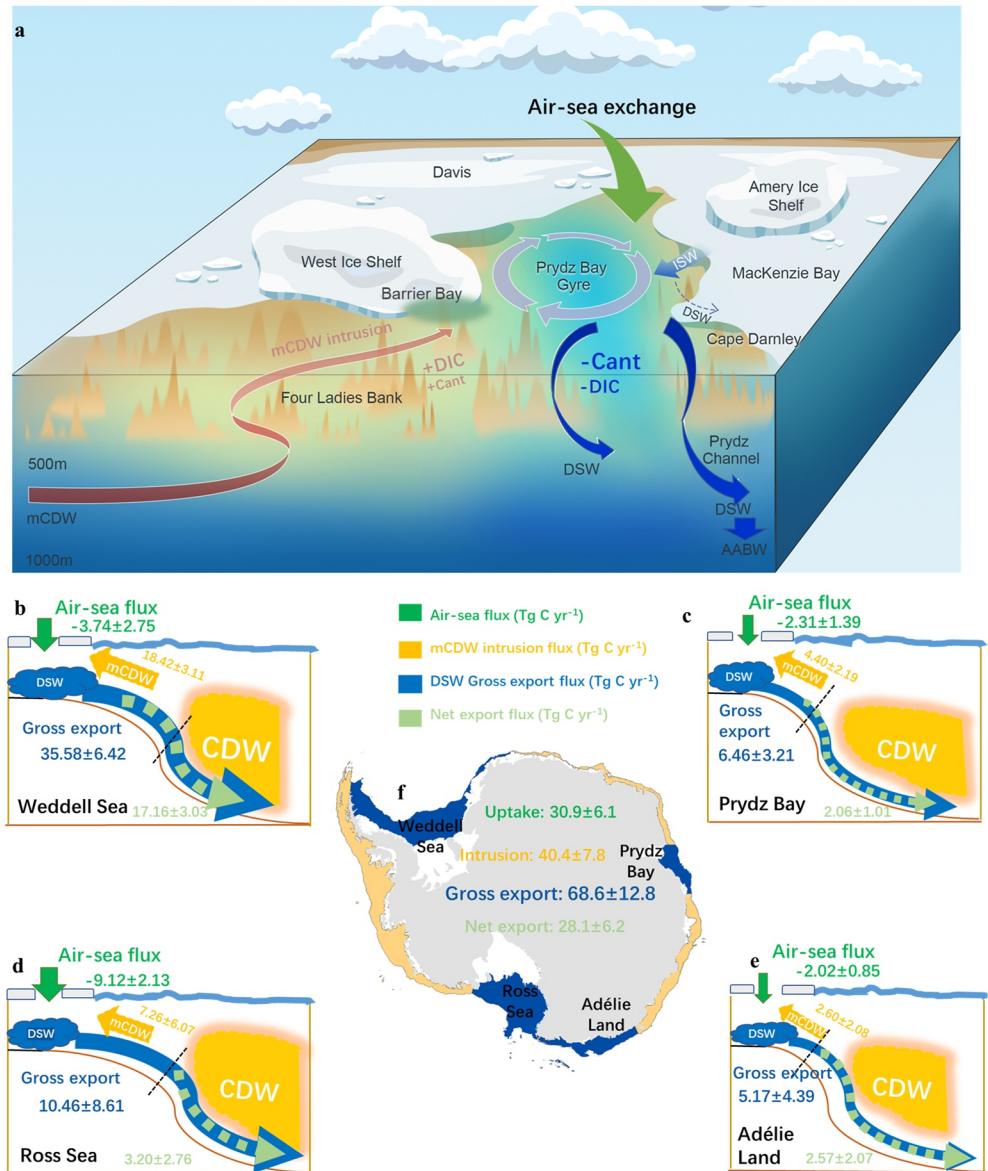 a
Air-sea exchange
Davis
Amery Ice
Shelf
West Ice Shelf
Prydz Bay
Gyre
ISW
MacKenzie Bay
Barrier Bay
DSW
Cape Darnley
mCDW intrusion
+DIC
+Cant
-Cant
-DIC
Four Ladies Bank
500m
DSW
Prydz
Channel
mCDW
DSW
1000m
AABW
b
Air-sea flux
-3.74±2.75
18.42±3.11
mCDW
DSW
Gross export
35.58±6.42
CDW
Weddell Sea
17.16±3.03
Air-sea flux (Tg C yr-1)
mCDW intrusion flux (Tg C yr-1)
DSW Gross export flux (Tg C yr-1)
Net export flux (Tg C yr-1)
c
Air-sea flux
-2.31±1.39
4.40±2.19
mCDW
DSW
Gross
export
6.46±3.21
CDW
Prydz Bay
2.06±1.01
f
Uptake: 30.9±6.1
Weddell
Sea
Intrusion: 40.4±7.8
Prydz
Bay
Gross export: 68.6±12.8
Net export: 28.1±6.2
Ross
Sea
Adélie
Land
d
Air-sea flux
-9.12±2.13
7.26±6.07
mCDW
DSW
Gross export
10.46±8.61
CDW
Ross Sea
3.20±2.76
e
Air-sea flux
-2.02±0.85
2.60±2.08
mCDW
DSW
Gross export
5.17±4.39
CDW
Adélie
Land
2.57±2.07